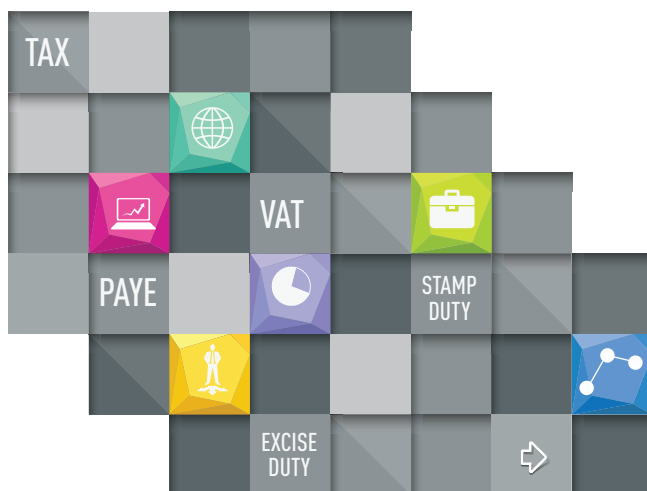 TAX
VAT
PAYE
STAMP
DUTY
EXCISE
DUTY